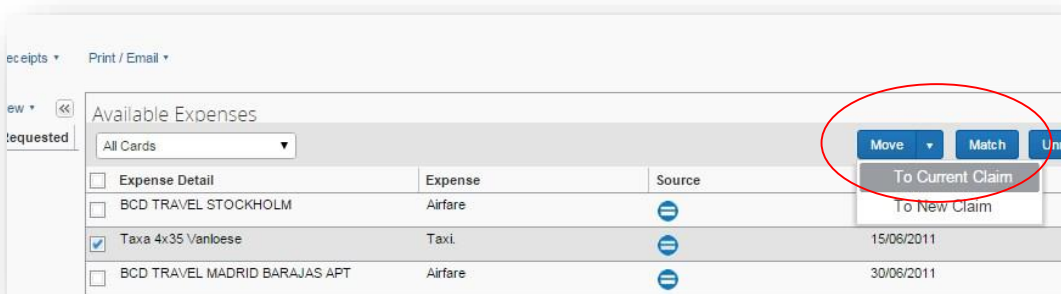 eceipts ▾ Print / Email ▾
ew ▾ «
Available Expenses
equested
All Cards ▼ Move ▾ Match
To Current Claim
Expense Detail Expense Source
To New Claim
BCD TRAVEL STOCKHOLM Airfare
Taxa 4x35 Vanloese Taxi. 15/06/2011
BCD TRAVEL MADRID BARAJAS APT Airfare 30/06/2011